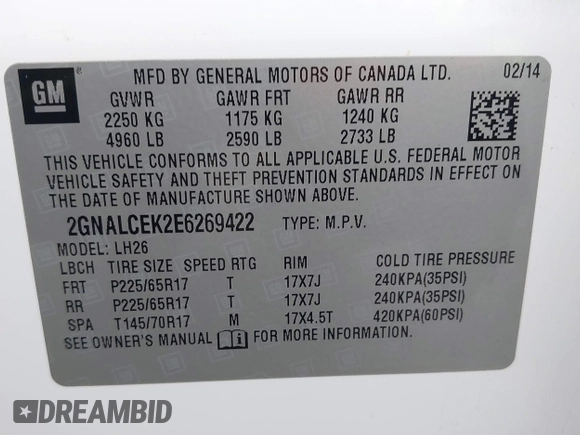 GM
MFD BY GENERAL MOTORS OF CANADA LTD. 02/14
GVWR GAWR FRT GAWR RR
2250 KG 1175 KG 1240 KG
4960 LB 2590 LB 2733 LB
THIS VEHICLE CONFORMS TO ALL APPLICABLE U.S. FEDERAL MOTOR
VEHICLE SAFETY AND THEFT PREVENTION STANDARDS IN EFFECT ON
THE DATE OF MANUFACTURE SHOWN ABOVE.
2GNALCEK2E6269422 TYPE: M.P.V.
MODEL: LH26
LBCH TIRE SIZE SPEED RTG RIM COLD TIRE PRESSURE
FRT P225/65R17 T 17X7J 240KPA(35PSI)
RR P225/65R17 T 17X7J 240KPA(35PSI)
SPA T145/70R17 M 17X4.5T 420KPA(60PSI)
SEE OWNER'S MANUAL FOR MORE INFORMATION.
DREAMBID